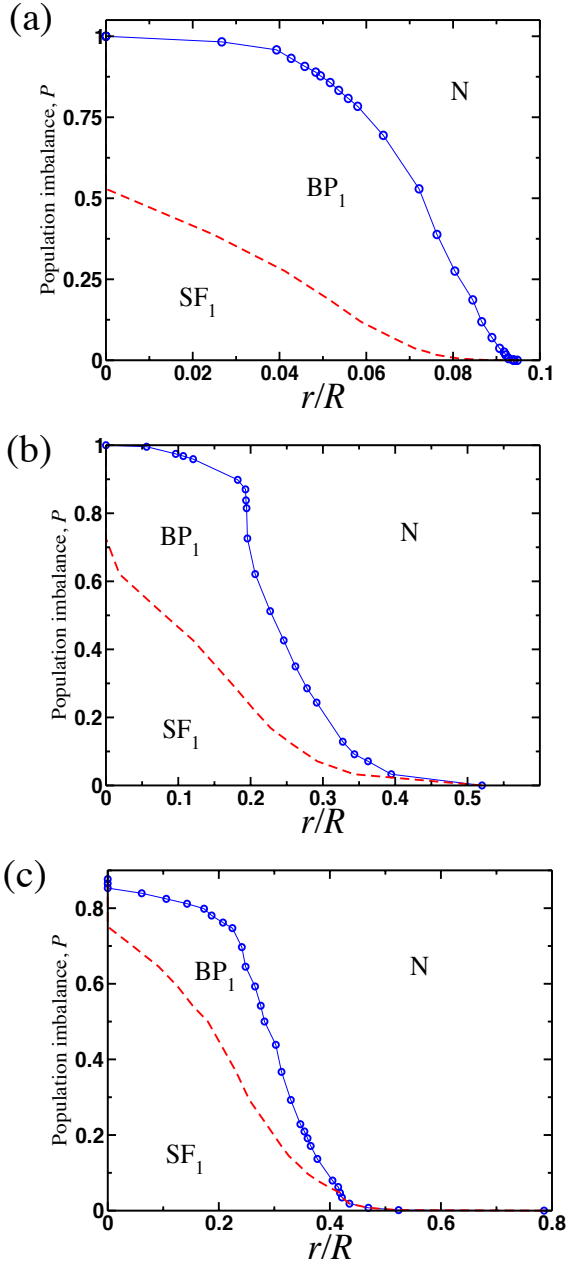 (a)
Population imbalance, P
1
0.75
0.5
0.25
0
N
BP1
SF1
0 0.02 0.04 0.06 0.08 0.1
r/R
(b)
Population imbalance, P
1
0.8
0.6
0.4
0.2
0
BP1
N
SF1
0 0.1 0.2 0.3 0.4 0.5
r/R
(c)
Population imbalance, P
0.8
0.6
0.4
0.2
0
BP1
N
SF1
0 0.2 0.4 0.6 0.8
r/R